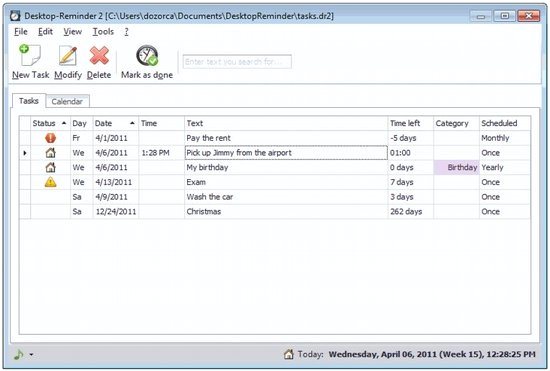 Desktop-Reminder 2 [C:\Users\dozorca\Documents\DesktopReminder\tasks.dr2]
File Edit View Tools ?
New Task Modify Delete Mark as done Enter text you search for...
Tasks Calendar
Status Day Date Time Text Time left Category Scheduled
Fr 4/1/2011 Pay the rent -5 days Monthly
We 4/6/2011 1:28 PM Pick up Jimmy from the airport 01:00 Once
We 4/6/2011 My birthday 0 days Birthday Yearly
We 4/13/2011 Exam 7 days Once
Sa 4/9/2011 Wash the car 3 days Once
Sa 12/24/2011 Christmas 262 days Once
Today: Wednesday, April 06, 2011 (Week 15), 12:28:25 PM